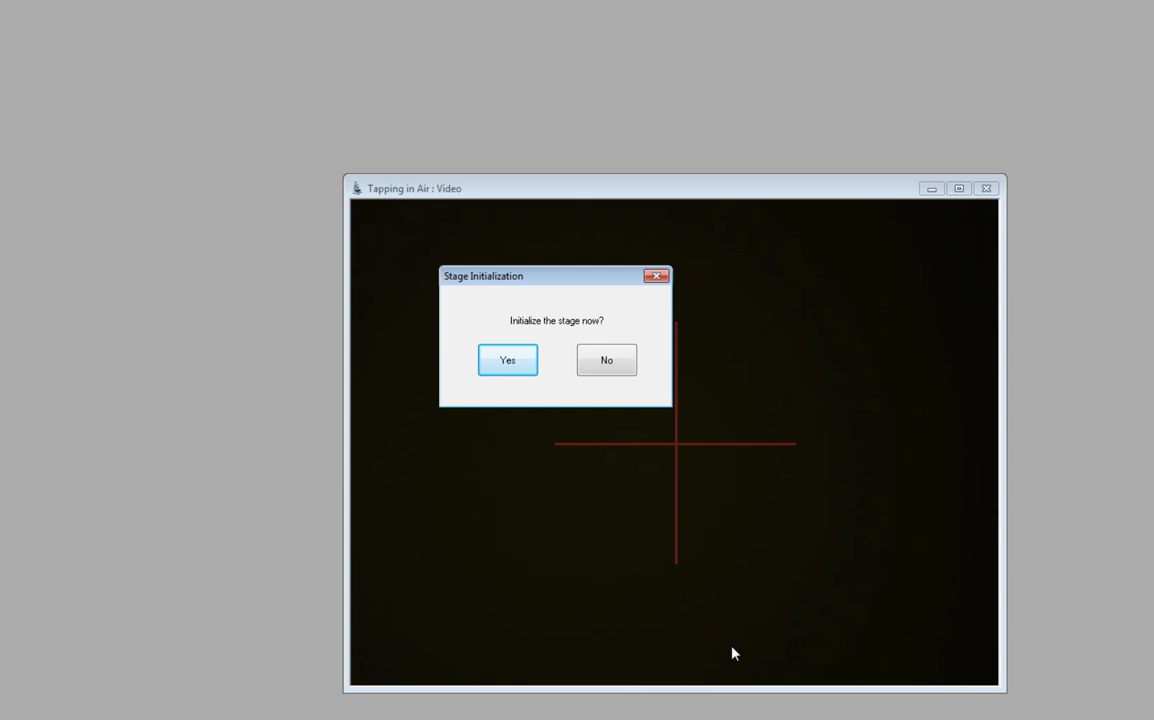 Tapping in Air : Video
Stage Initialization
Initialize the stage now?
Yes
No